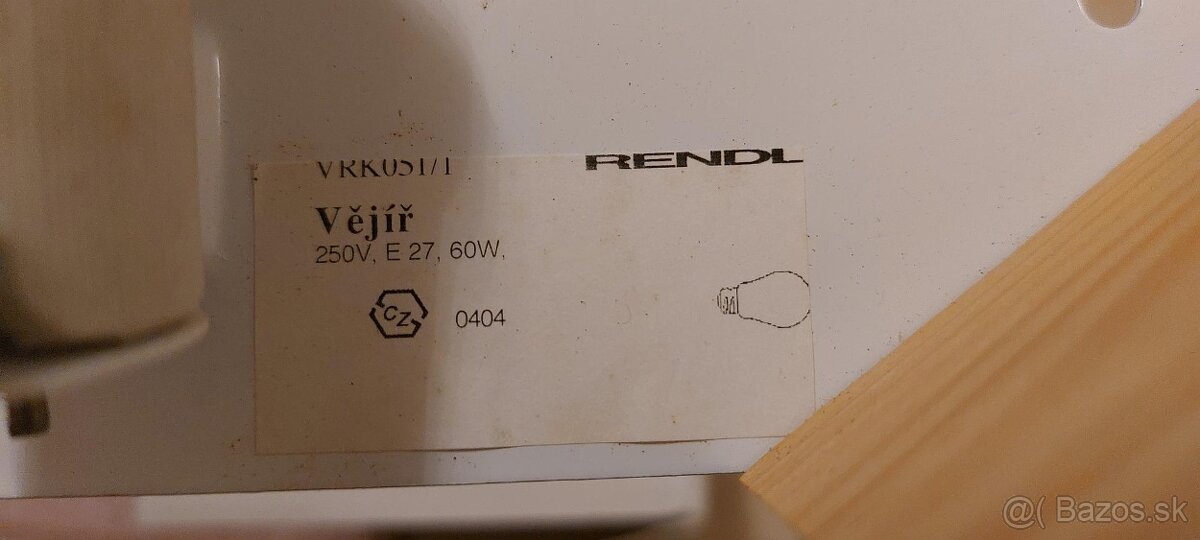 VRK051/1 RENDL
Vějíř
250V, E 27, 60W,
CZ 0404
@( Bazos.sk